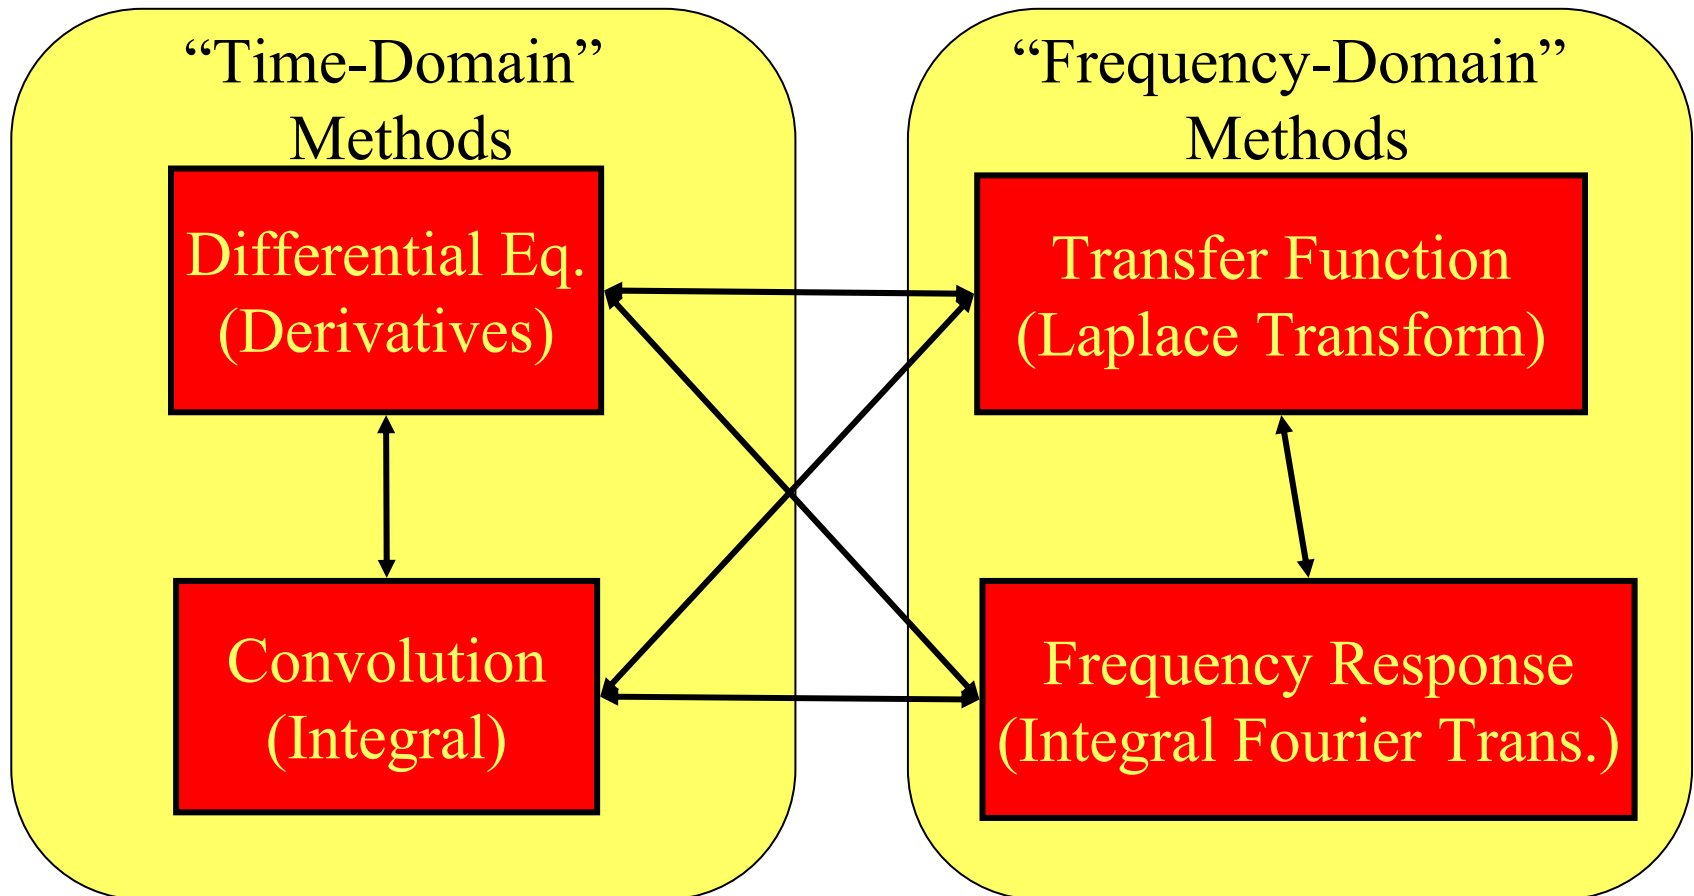 “Time-Domain”
Methods
Differential Eq.
(Derivatives)
Convolution
(Integral)
“Frequency-Domain”
Methods
Transfer Function
(Laplace Transform)
Frequency Response
(Integral Fourier Trans.)